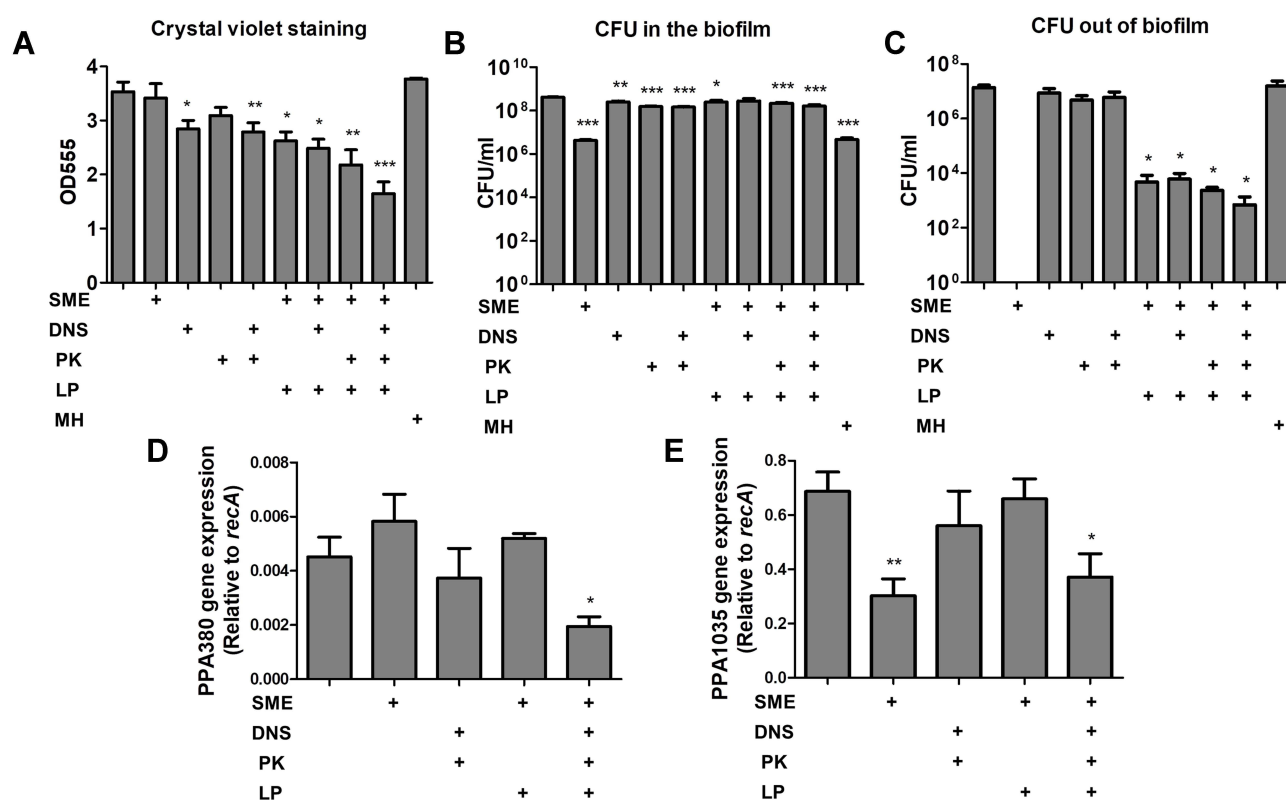 A
Crystal violet staining
OD555
4
3
2
1
0
* ** * * ** ***
SME + + + + +
DNS + + + +
PK + + + +
LP + + + +
MH +
B
CFU in the biofilm
CFU/ml
10^10
10^8
10^6
10^4
10^2
10^0
*** ** *** *** * *** *** ***
SME + + + + +
DNS + + + +
PK + + + +
LP + + + +
MH +
C
CFU out of biofilm
CFU/ml
10^8
10^6
10^4
10^2
10^0
* * * *
SME + + + + +
DNS + + + +
PK + + + +
LP + + + +
MH +
D
PPA380 gene expression
(Relative to recA)
0.008
0.006
0.004
0.002
0.000
*
SME + + +
DNS + +
PK + +
LP + +
E
PPA1035 gene expression
(Relative to recA)
0.8
0.6
0.4
0.2
0.0
** *
SME + + +
DNS + +
PK + +
LP + +